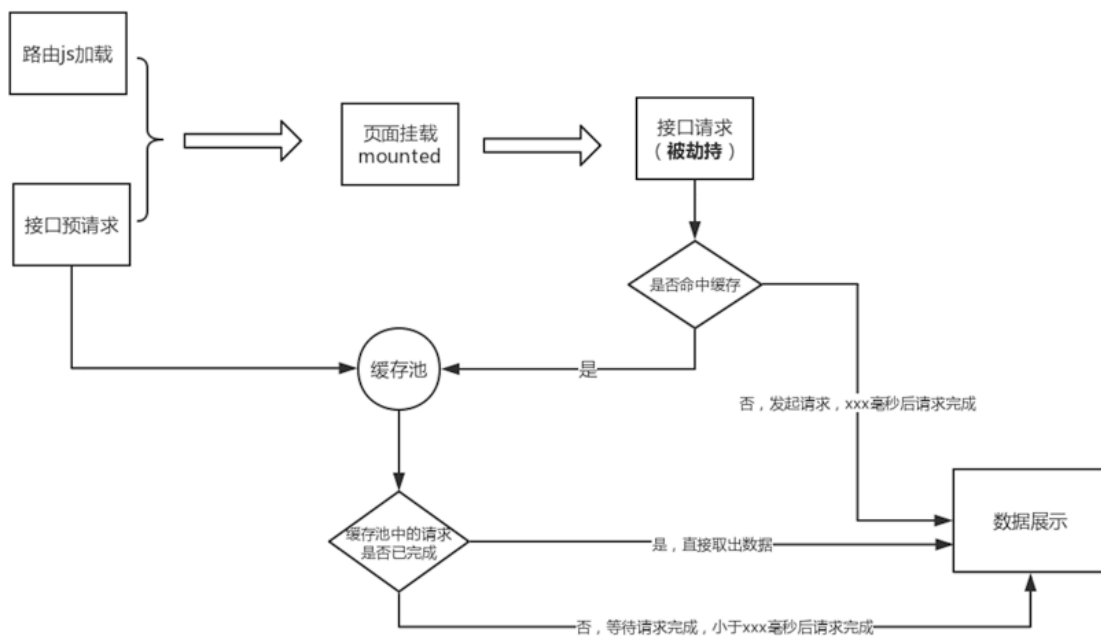 路由js加载
接口预请求
页面挂载
mounted
接口请求
（被劫持）
是否命中缓存
缓存池
是
否，发起请求，xxx毫秒后请求完成
缓存池中的请求
是否已完成
是，直接取出数据
数据展示
否，等待请求完成，小于xxx毫秒后请求完成